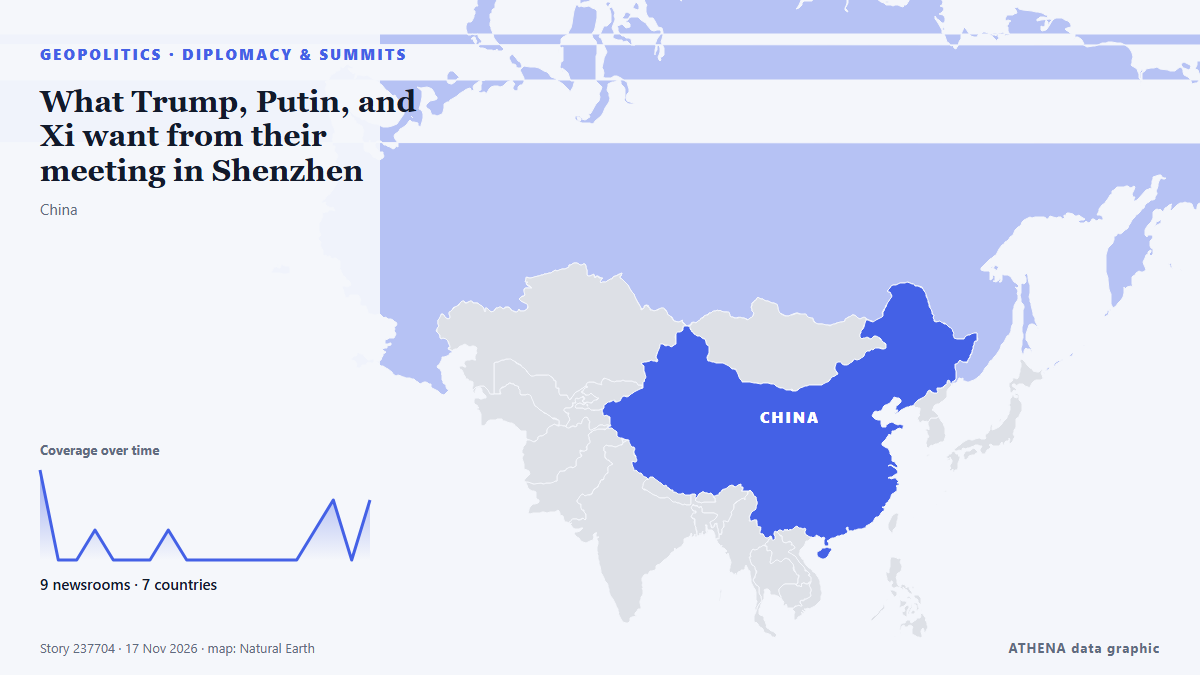 GEOPOLITICS · DIPLOMACY & SUMMITS
What Trump, Putin, and
Xi want from their
meeting in Shenzhen
China
CHINA
Coverage over time
9 newsrooms · 7 countries
Story 237704 · 17 Nov 2026 · map: Natural Earth
ATHENA data graphic